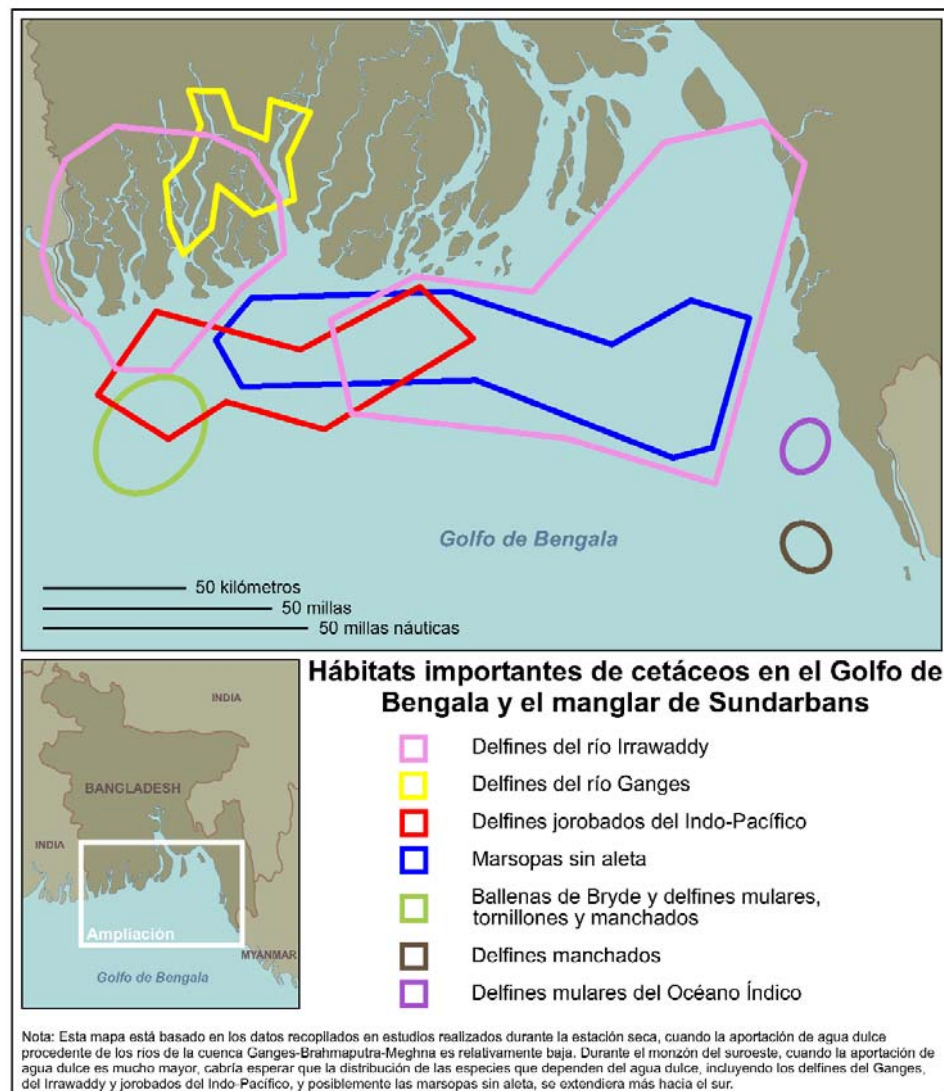 Golfo de Bengala
50 kilómetros
50 millas
50 millas náuticas
INDIA
BANGLADESH
INDIA
Ampliación
MYANMAR
Golfo de Bengala
Hábitats importantes de cetáceos en el Golfo de
Bengala y el manglar de Sundarbans
Delfines del río Irrawaddy
Delfines del río Ganges
Delfines jorobados del Indo-Pacífico
Marsopas sin aleta
Ballenas de Bryde y delfines mulares,
tornillones y manchados
Delfines manchados
Delfines mulares del Océano Índico
Nota: Esta mapa está basado en los datos recopilados en estudios realizados durante la estación seca, cuando la aportación de agua dulce
procedente de los ríos de la cuenca Ganges-Brahmaputra-Meghna es relativamente baja. Durante el monzón del suroeste, cuando la aportación de
agua dulce es mucho mayor, cabría esperar que la distribución de las especies que dependen del agua dulce, incluyendo los delfines del Ganges,
del Irrawaddy y jorobados del Indo-Pacífico, y posiblemente las marsopas sin aleta, se extendiera más hacia el sur.